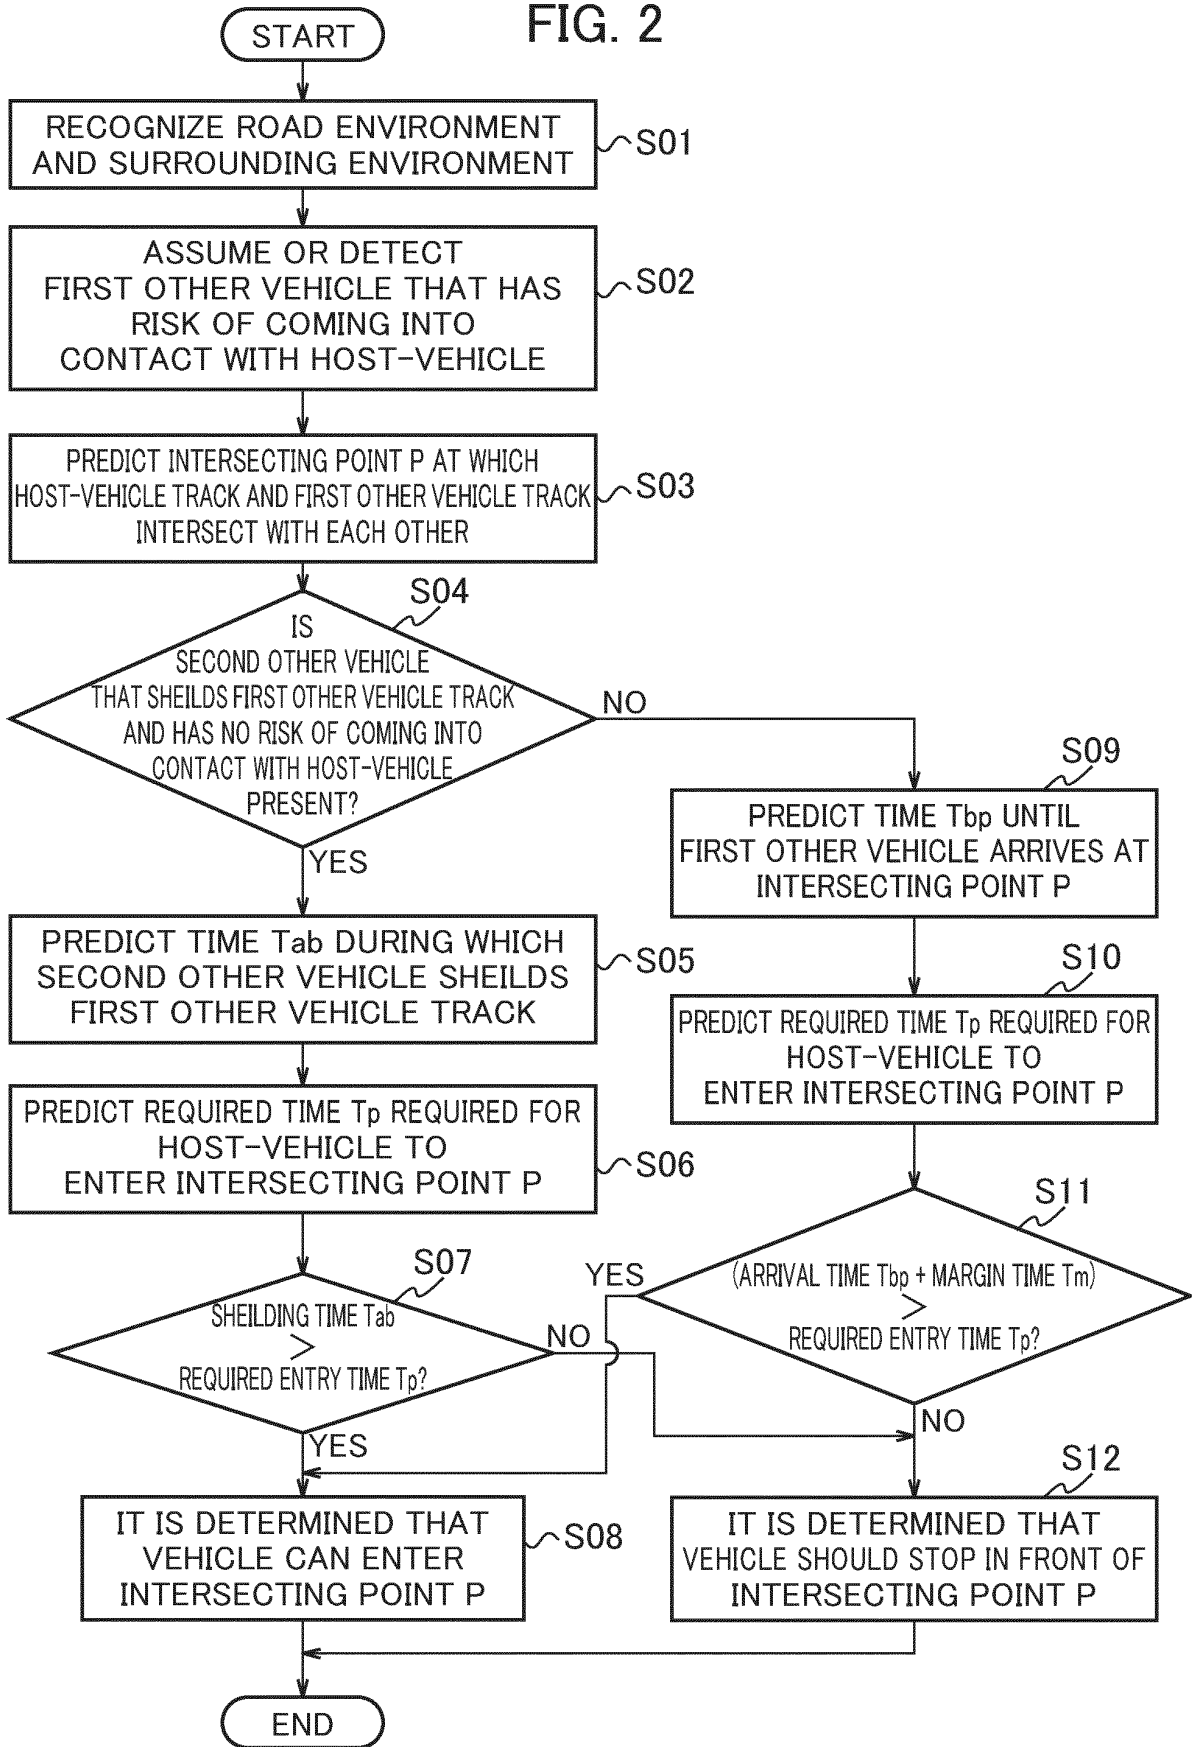 FIG. 2
START
RECOGNIZE ROAD ENVIRONMENT
AND SURROUNDING ENVIRONMENT
S01
ASSUME OR DETECT
FIRST OTHER VEHICLE THAT HAS
RISK OF COMING INTO
CONTACT WITH HOST-VEHICLE
S02
PREDICT INTERSECTING POINT P AT WHICH
HOST-VEHICLE TRACK AND FIRST OTHER VEHICLE TRACK
INTERSECT WITH EACH OTHER
S03
S04
IS
SECOND OTHER VEHICLE
THAT SHEILDS FIRST OTHER VEHICLE TRACK
AND HAS NO RISK OF COMING INTO
CONTACT WITH HOST-VEHICLE
PRESENT?
NO
YES
PREDICT TIME Tab DURING WHICH
SECOND OTHER VEHICLE SHEILDS
FIRST OTHER VEHICLE TRACK
S05
PREDICT REQUIRED TIME Tp REQUIRED FOR
HOST-VEHICLE TO
ENTER INTERSECTING POINT P
S06
S07
SHEILDING TIME Tab
>
REQUIRED ENTRY TIME Tp?
NO
YES
IT IS DETERMINED THAT
VEHICLE CAN ENTER
INTERSECTING POINT P
S08
S09
PREDICT TIME Tbp UNTIL
FIRST OTHER VEHICLE ARRIVES AT
INTERSECTING POINT P
S10
PREDICT REQUIRED TIME Tp REQUIRED FOR
HOST-VEHICLE TO
ENTER INTERSECTING POINT P
S11
(ARRIVAL TIME Tbp + MARGIN TIME Tm)
>
REQUIRED ENTRY TIME Tp?
YES
NO
S12
IT IS DETERMINED THAT
VEHICLE SHOULD STOP IN FRONT OF
INTERSECTING POINT P
END